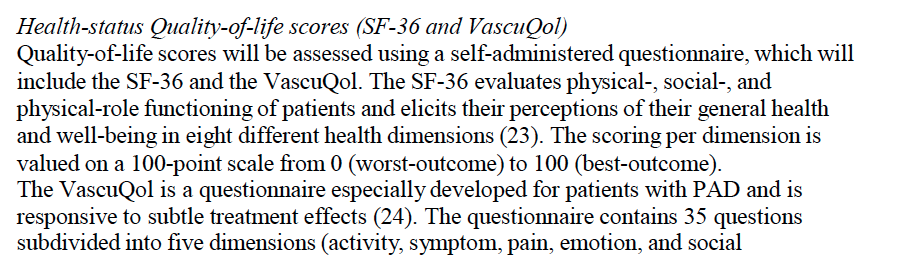 Health-status Quality-of-life scores (SF-36 and VascuQol)
Quality-of-life scores will be assessed using a self-administered questionnaire, which will
include the SF-36 and the VascuQol. The SF-36 evaluates physical-, social-, and
physical-role functioning of patients and elicits their perceptions of their general health
and well-being in eight different health dimensions (23). The scoring per dimension is
valued on a 100-point scale from 0 (worst-outcome) to 100 (best-outcome).
The VascuQol is a questionnaire especially developed for patients with PAD and is
responsive to subtle treatment effects (24). The questionnaire contains 35 questions
subdivided into five dimensions (activity, symptom, pain, emotion, and social